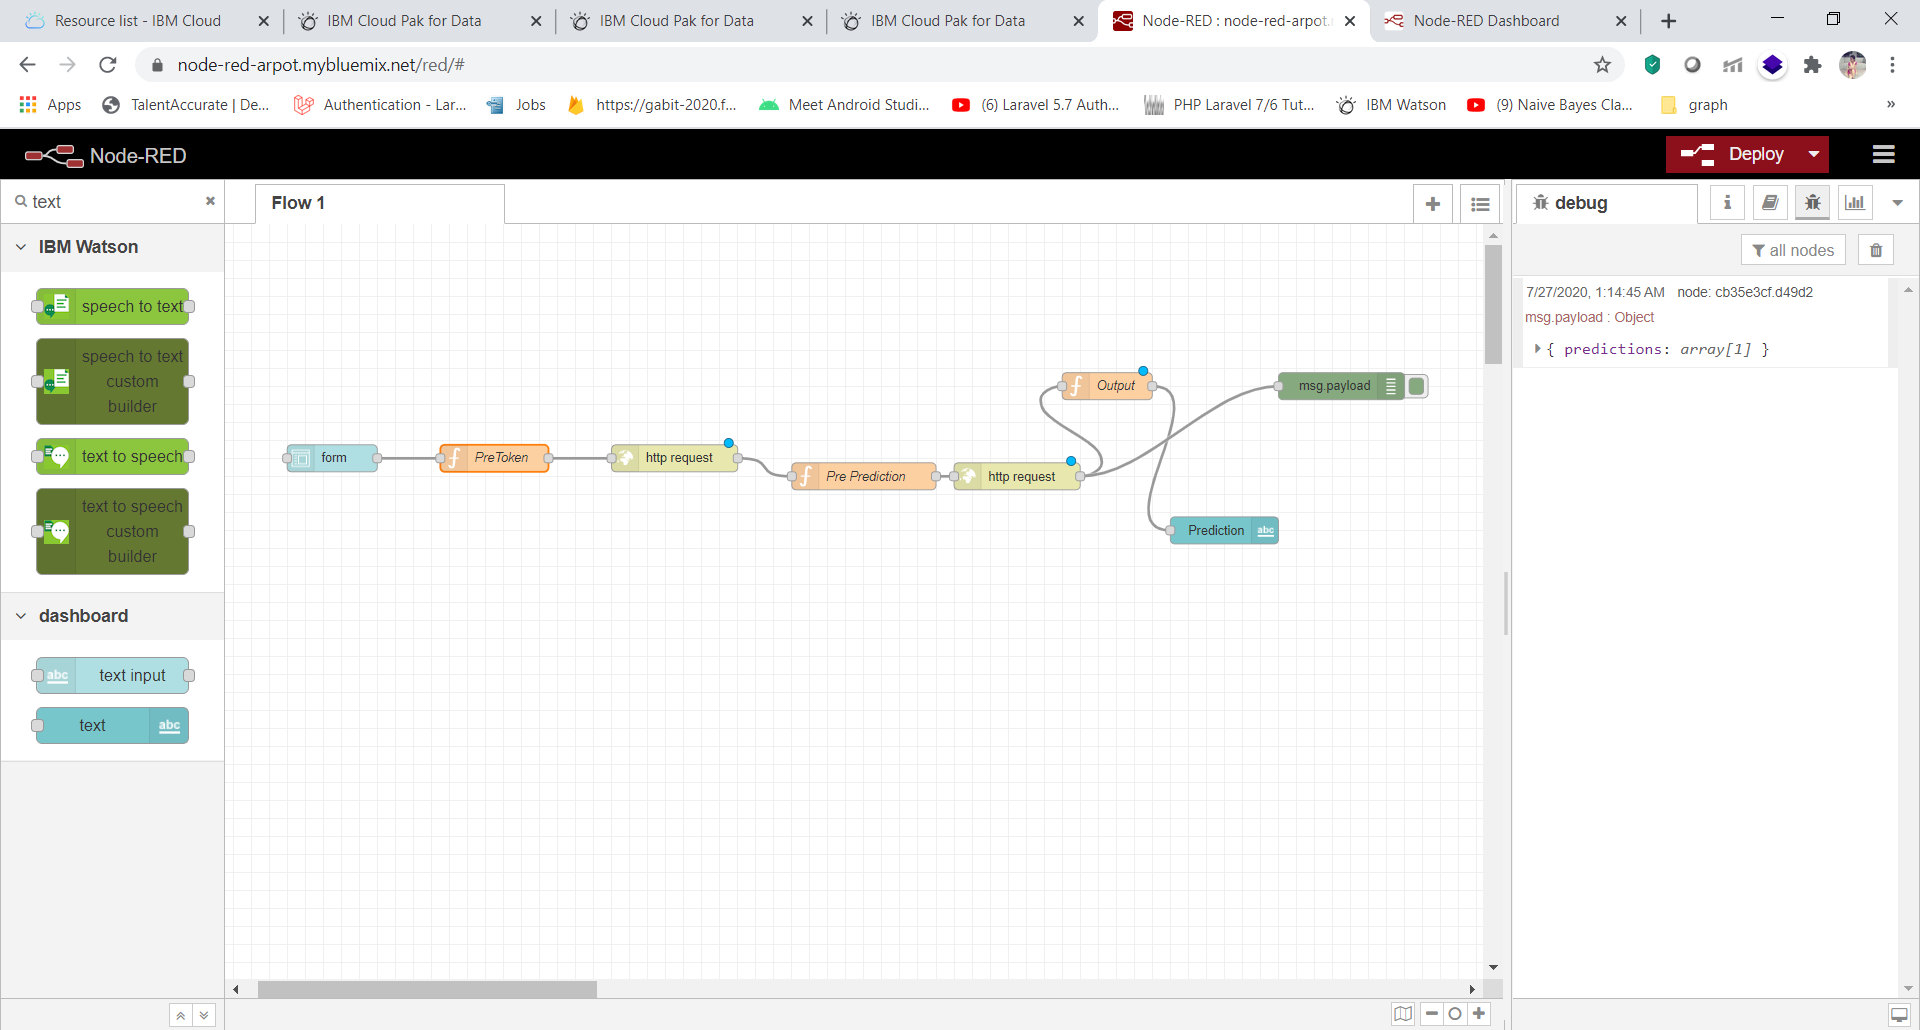 Resource list - IBM Cloud
IBM Cloud Pak for Data
IBM Cloud Pak for Data
IBM Cloud Pak for Data
Node-RED : node-red-arpot.
Node-RED Dashboard
node-red-arpot.mybluemix.net/red/#
Apps
TalentAccurate | De...
Authentication - Lar...
Jobs
https://gabit-2020.f...
Meet Android Studi...
(6) Laravel 5.7 Auth...
PHP Laravel 7/6 Tut...
IBM Watson
(9) Naive Bayes Cla...
graph
»
Node-RED
Deploy
text
Flow 1
debug
i
IBM Watson
all nodes
speech to text
speech to text
custom
builder
text to speech
text to speech
custom
builder
dashboard
abc text input
text abc
form
PreToken
http request
Pre Prediction
http request
Output
msg.payload
Prediction abc
7/27/2020, 1:14:45 AM node: cb35e3cf.d49d2
msg.payload : Object
{ predictions: array[1] }